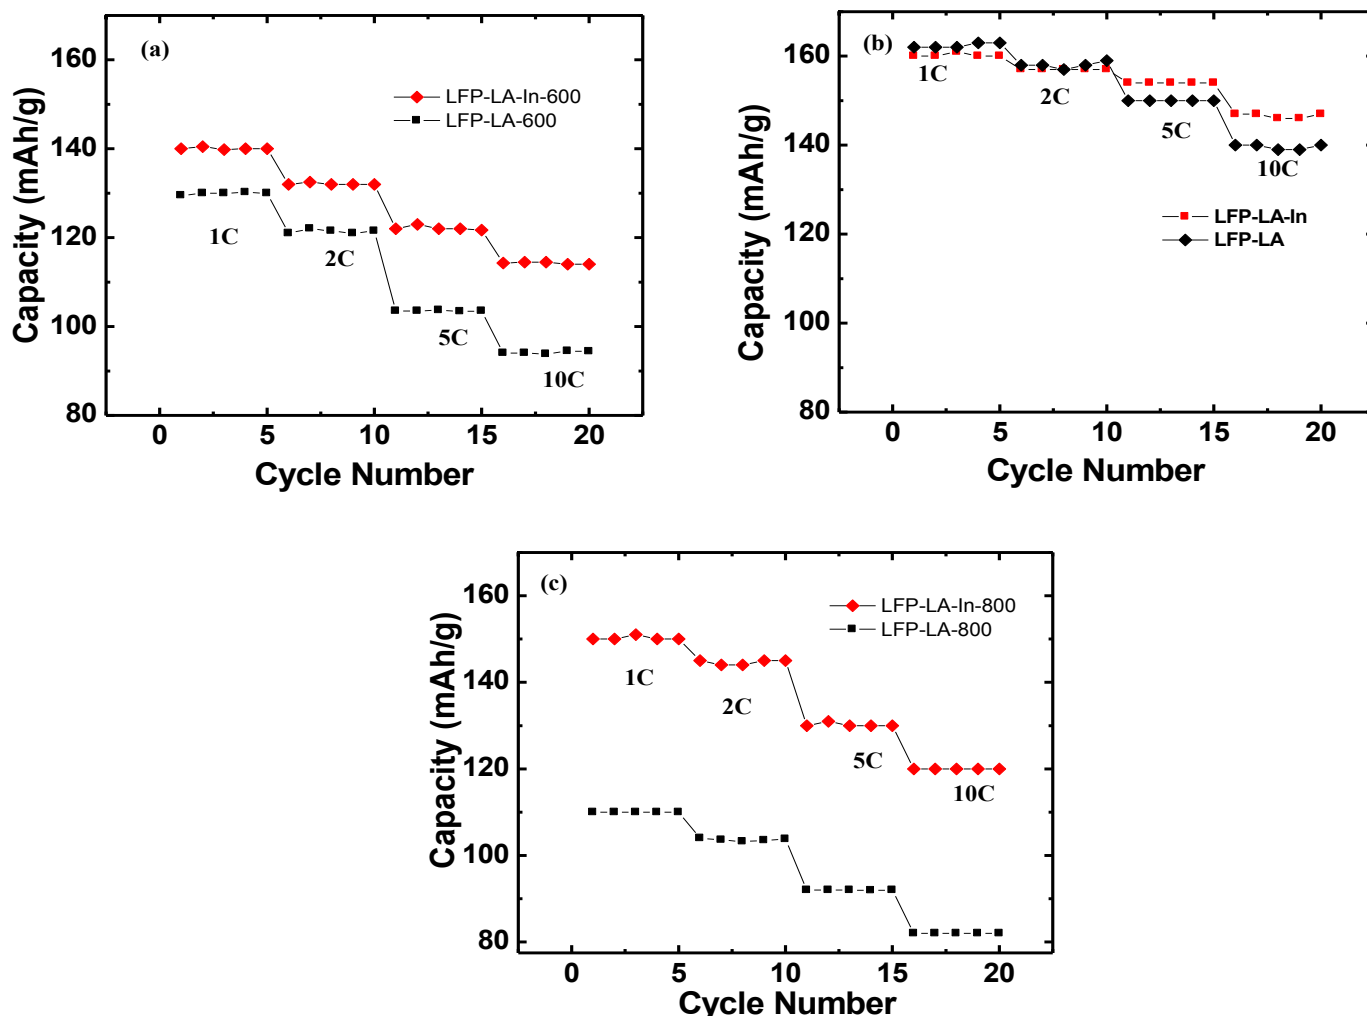 (a)
160
140
120
100
80
Capacity (mAh/g)
LFP-LA-In-600
LFP-LA-600
1C
2C
5C
10C
0 5 10 15 20
Cycle Number
(b)
160
140
120
100
80
Capacity (mAh/g)
1C
2C
5C
10C
LFP-LA-In
LFP-LA
0 5 10 15 20
Cycle Number
(c)
160
140
120
100
80
Capacity (mAh/g)
LFP-LA-In-800
LFP-LA-800
1C
2C
5C
10C
0 5 10 15 20
Cycle Number